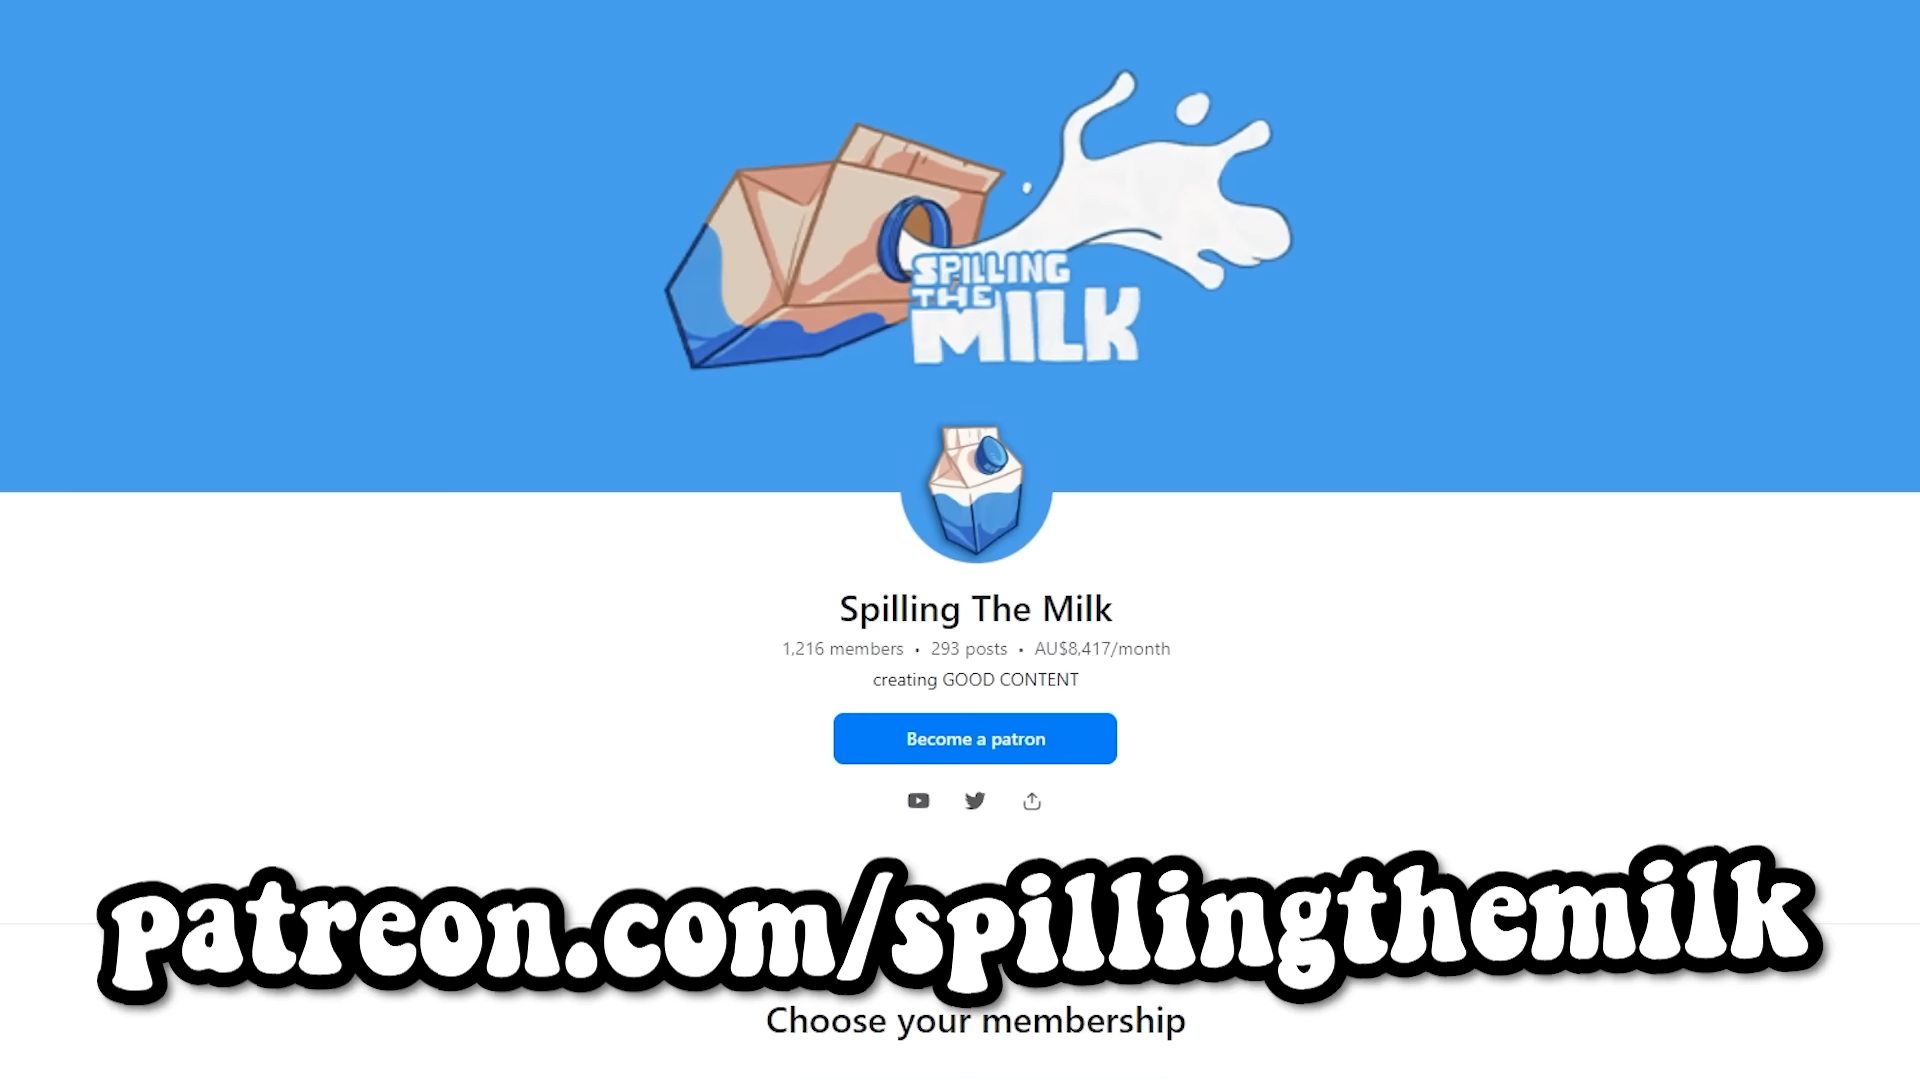 SPILLING
THE
MILK
Spilling The Milk
1,216 members • 293 posts • AU$8,417/month
creating GOOD CONTENT
Become a patron
patreon.com/spillingthemilk
Choose your membership